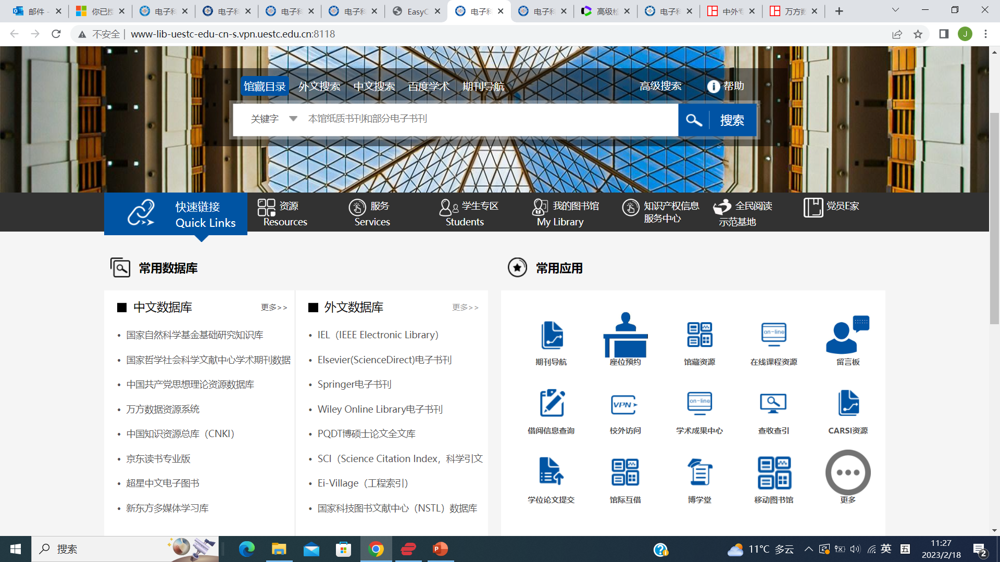 邮件 -
你已授
电子科
电子科
电子科
电子科
EasyC
电子科
电子科
高级检
电子科
中外专
万方数
不安全 www-lib-uestc-edu-cn-s.vpn.uestc.edu.cn:8118
J
馆藏目录 外文搜索 中文搜索 百度学术 期刊导航 高级搜索 帮助
关键字 本馆纸质书刊和部分电子书刊 搜索
快速链接
Quick Links
资源
Resources
服务
Services
学生专区
Students
我的图书馆
My Library
知识产权信息
服务中心
全民阅读
示范基地
党员E家
常用数据库
中文数据库 更多>>
国家自然科学基金基础研究知识库
国家哲学社会科学文献中心学术期刊数据
中国共产党思想理论资源数据库
万方数据资源系统
中国知识资源总库（CNKI）
京东读书专业版
超星中文电子图书
新东方多媒体学习库
外文数据库 更多>>
IEL（IEEE Electronic Library）
Elsevier(ScienceDirect)电子书刊
Springer电子书刊
Wiley Online Library电子书刊
PQDT博硕士论文全文库
SCI（Science Citation Index，科学引文
Ei-Village（工程索引）
国家科技图书文献中心（NSTL）数据库
常用应用
期刊导航 座位预约 馆藏资源 在线课程资源 留言板
on-line
借阅信息查询 校外访问 学术成果中心 查收查引 CARSI资源
VPN
on-line
学位论文提交 馆际互借 博学堂 移动图书馆 更多
搜索
11°C 多云
英
五
11:27
2023/2/18
2